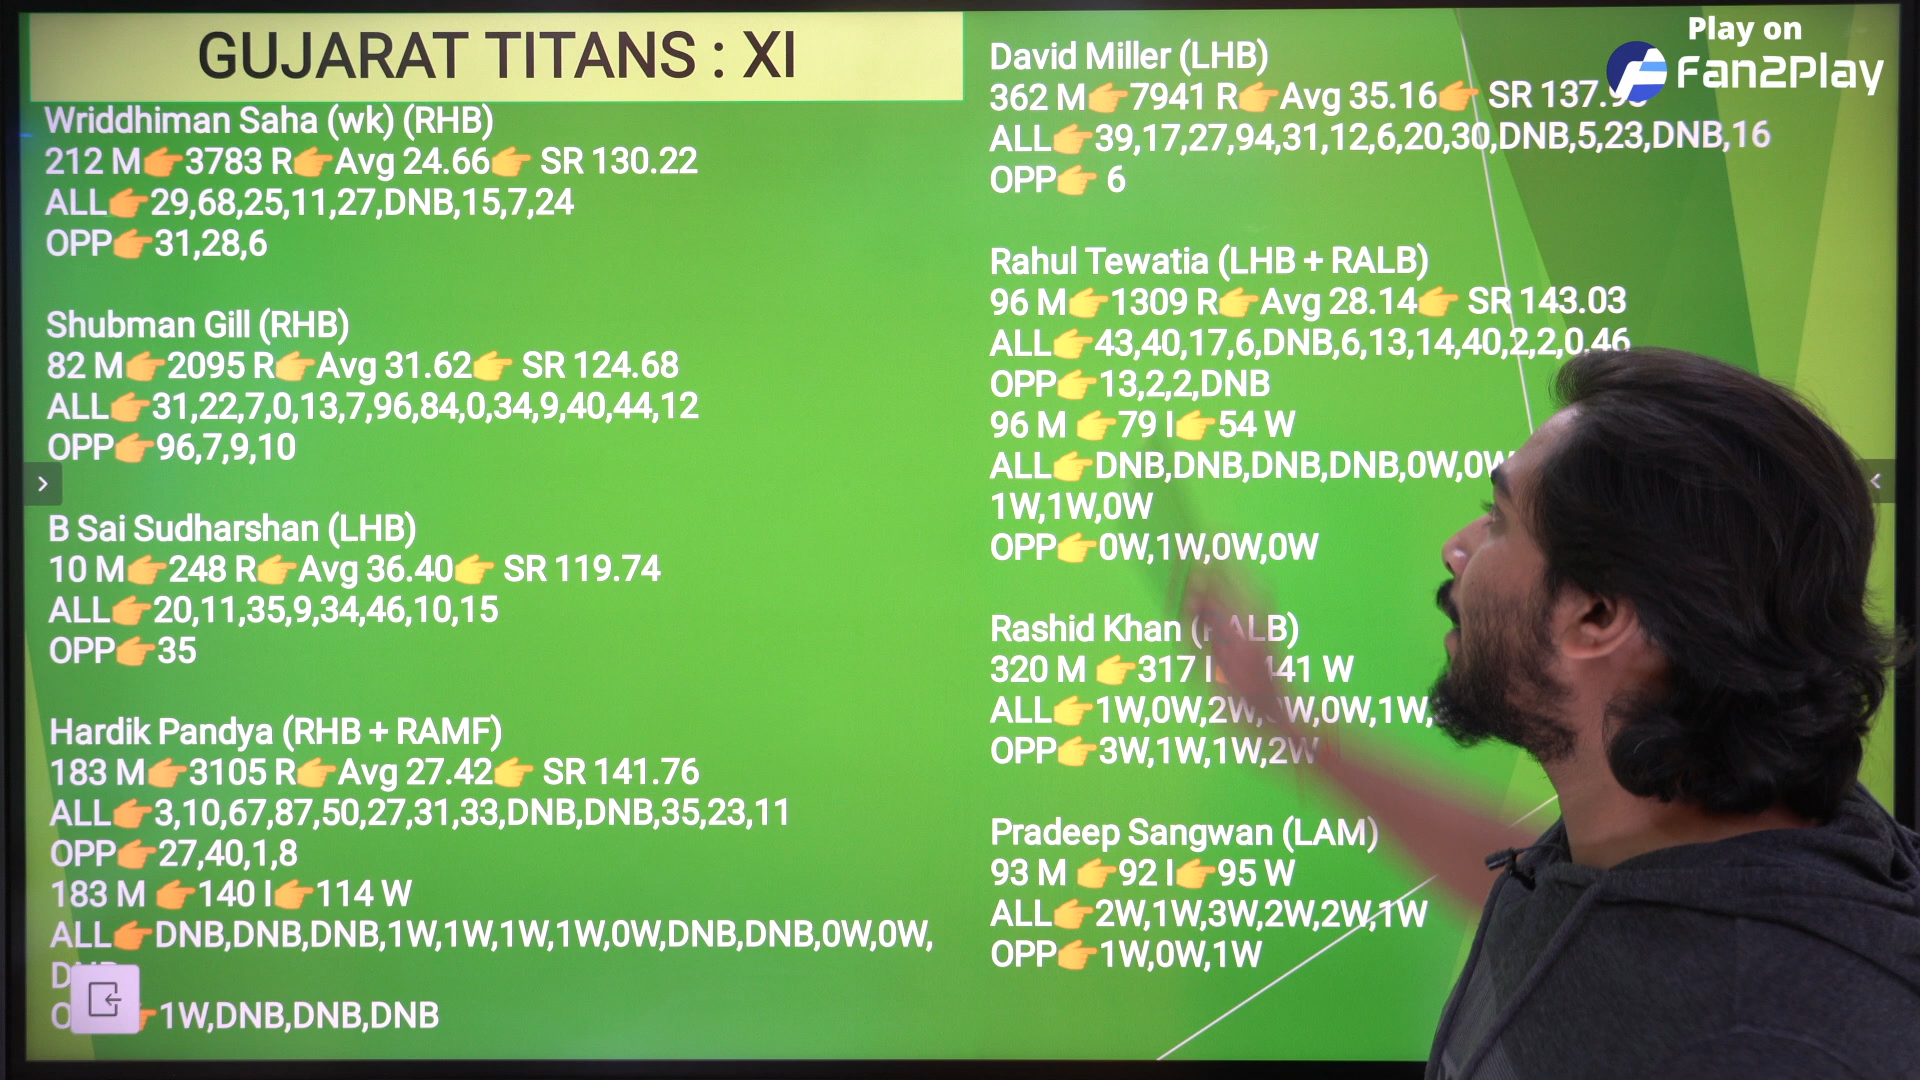 GUJARAT TITANS : XI
Wriddhiman Saha (wk) (RHB)
212 M👉3783 R👉Avg 24.66👉 SR 130.22
ALL👉29,68,25,11,27,DNB,15,7,24
OPP👉31,28,6
Shubman Gill (RHB)
82 M👉2095 R👉Avg 31.62👉 SR 124.68
ALL👉31,22,7,0,13,7,96,84,0,34,9,40,44,12
OPP👉96,7,9,10
B Sai Sudharshan (LHB)
10 M👉248 R👉Avg 36.40👉 SR 119.74
ALL👉20,11,35,9,34,46,10,15
OPP👉35
Hardik Pandya (RHB + RAMF)
183 M👉3105 R👉Avg 27.42👉 SR 141.76
ALL👉3,10,67,87,50,27,31,33,DNB,DNB,35,23,11
OPP👉27,40,1,8
183 M 👉140 I👉114 W
ALL👉DNB,DNB,DNB,1W,1W,1W,1W,0W,DNB,DNB,0W,0W,
1W,DNB,DNB,DNB
David Miller (LHB)
362 M👉7941 R👉Avg 35.16👉 SR
ALL👉39,17,27,94,31,12,6,20,30,DNB,5,23,DNB,16
OPP👉 6
Rahul Tewatia (LHB + RALB)
96 M👉1309 R👉Avg 28.14👉 SR 143.03
ALL👉43,40,17,6,DNB,6,13,14,40,2,2,0,46
OPP👉13,2,2,DNB
96 M 👉79 I👉54 W
ALL👉DNB,DNB,DNB,DNB,0W,0W
1W,1W,0W
OPP👉0W,1W,0W,0W
Rashid Khan
320 M 👉317
ALL👉1W,0W,2W,0W,1W,
OPP👉3W,1W,1W,2W
Pradeep Sangwan (LAM)
93 M 👉92 I👉95 W
ALL👉2W,1W,3W,2W,2W,1W
OPP👉1W,0W,1W
Play on
Fan2Play